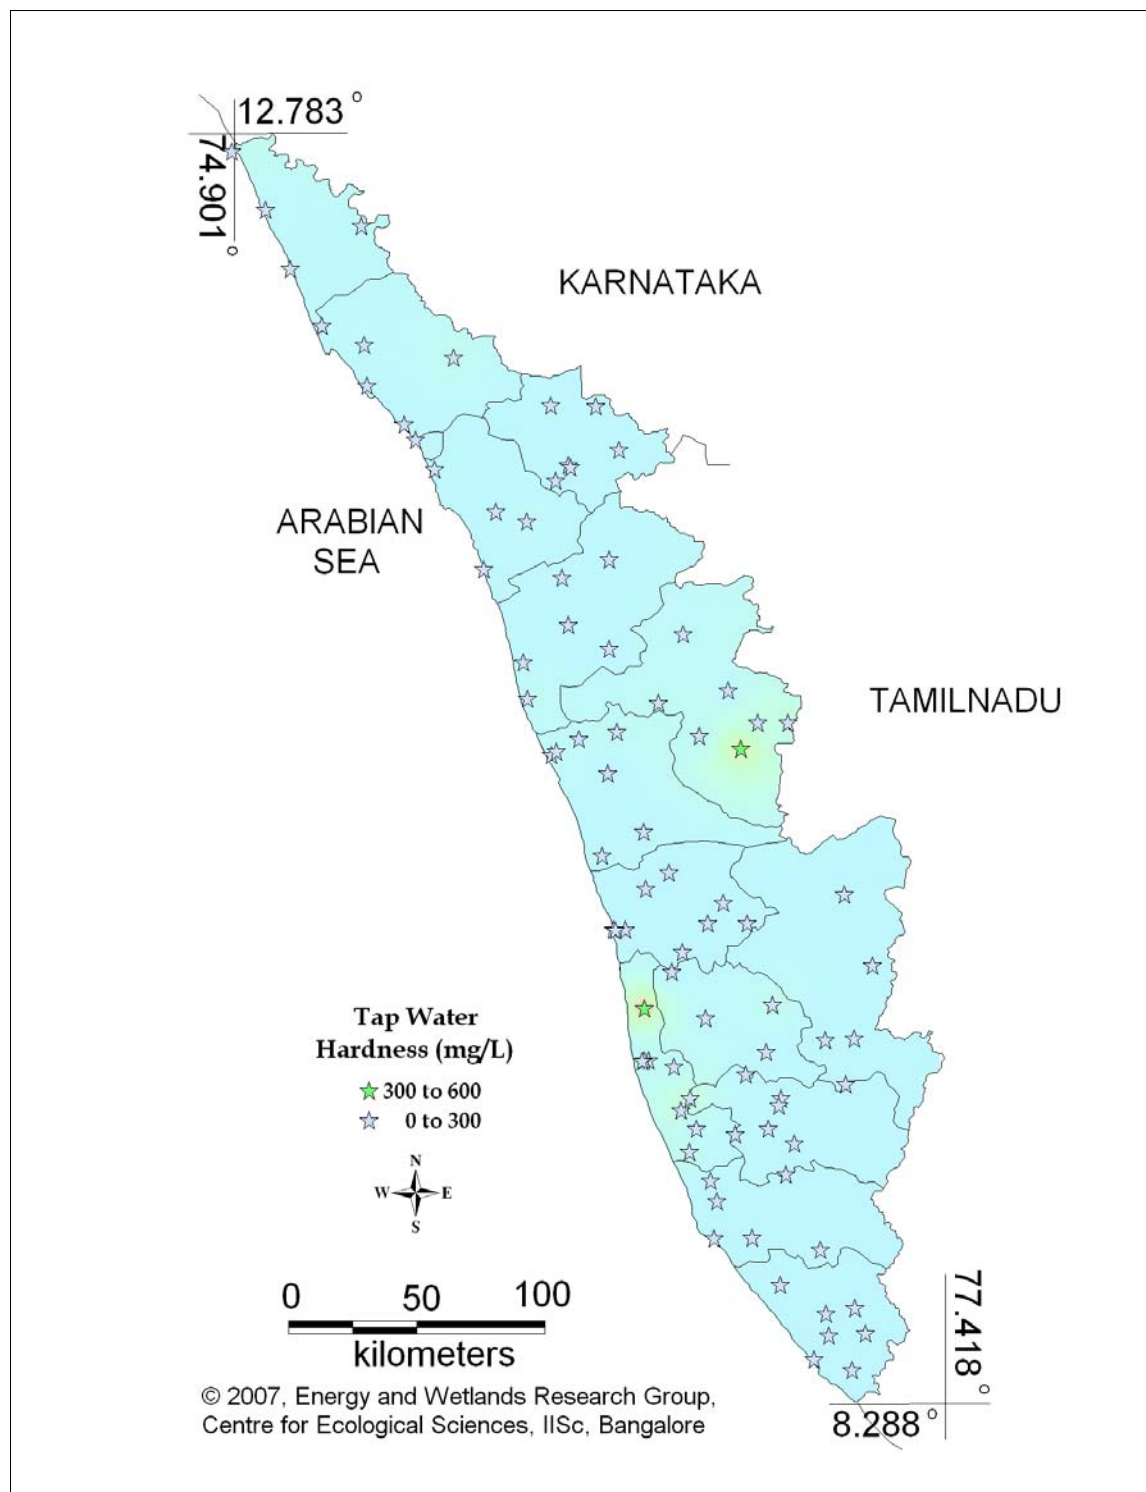 12.783 °
74.901 °
KARNATAKA
ARABIAN
SEA
TAMILNADU
Tap Water
Hardness (mg/L)
300 to 600
0 to 300
N
W E
S
0 50 100
kilometers
77.418 °
8.288 °
© 2007, Energy and Wetlands Research Group,
Centre for Ecological Sciences, IISc, Bangalore